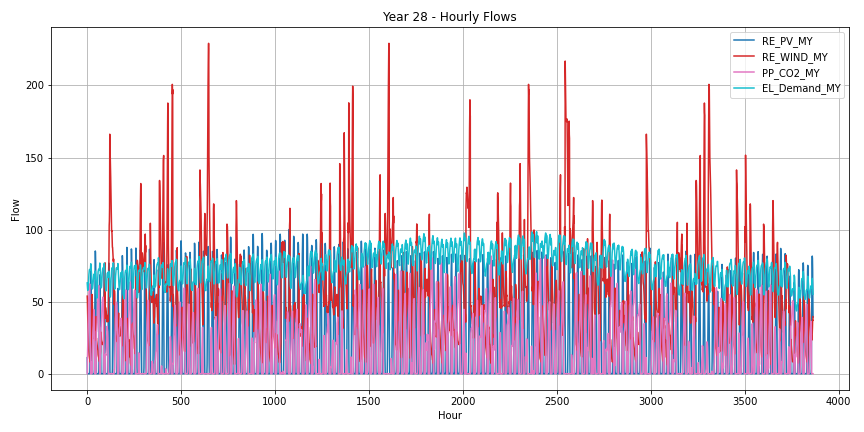 Year 28 - Hourly Flows
RE_PV_MY
RE_WIND_MY
PP_CO2_MY
EL_Demand_MY
Flow
200
150
100
50
0
0 500 1000 1500 2000 2500 3000 3500 4000
Hour